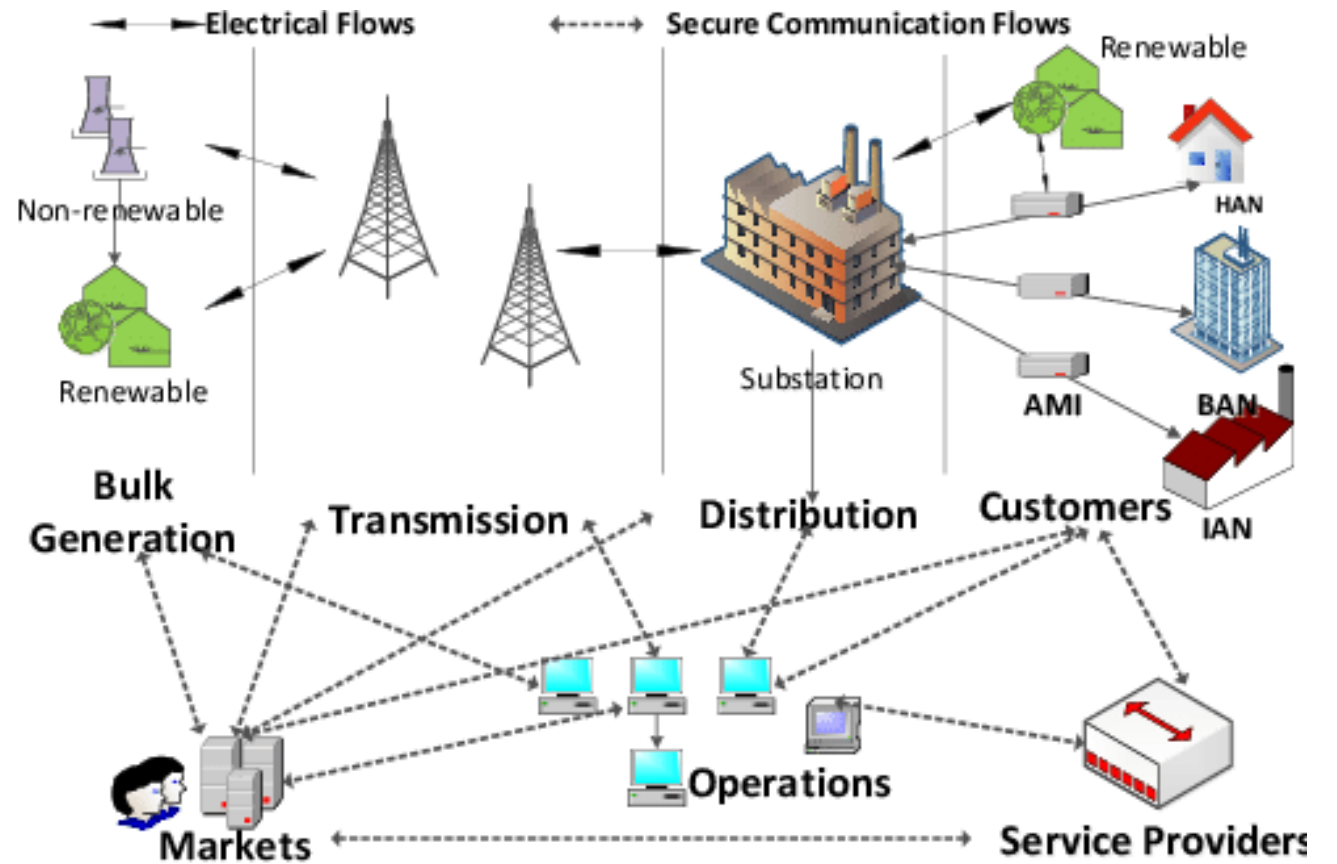 Electrical Flows
Secure Communication Flows
Renewable
Non-renewable
HAN
Renewable
Substation
AMI
BAN
Bulk
Generation
Transmission
Distribution
Customers
IAN
Operations
Markets
Service Providers